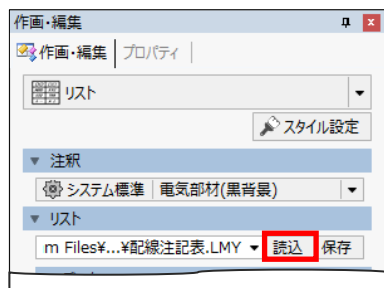 作画・編集
作画・編集 プロパティ
リスト
スタイル設定
注釈
システム標準 電気部材(黒背景)
リスト
m Files¥...¥配線注記表.LMY 読込 保存